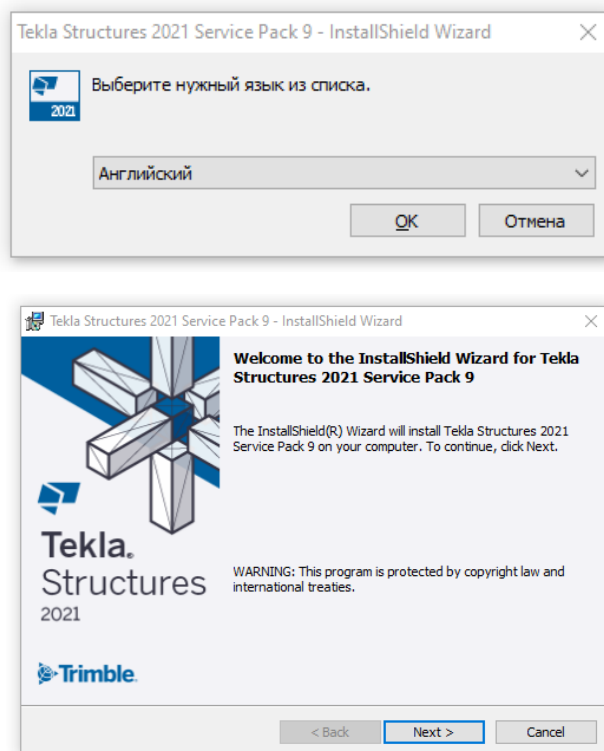 Tekla Structures 2021 Service Pack 9 - InstallShield Wizard
Выберите нужный язык из списка.
2021
Английский
OK
Отмена
Tekla Structures 2021 Service Pack 9 - InstallShield Wizard
Welcome to the InstallShield Wizard for Tekla
Structures 2021 Service Pack 9
The InstallShield(R) Wizard will install Tekla Structures 2021
Service Pack 9 on your computer. To continue, click Next.
Tekla.
Structures
2021
WARNING: This program is protected by copyright law and
international treaties.
Trimble.
< Back
Next >
Cancel